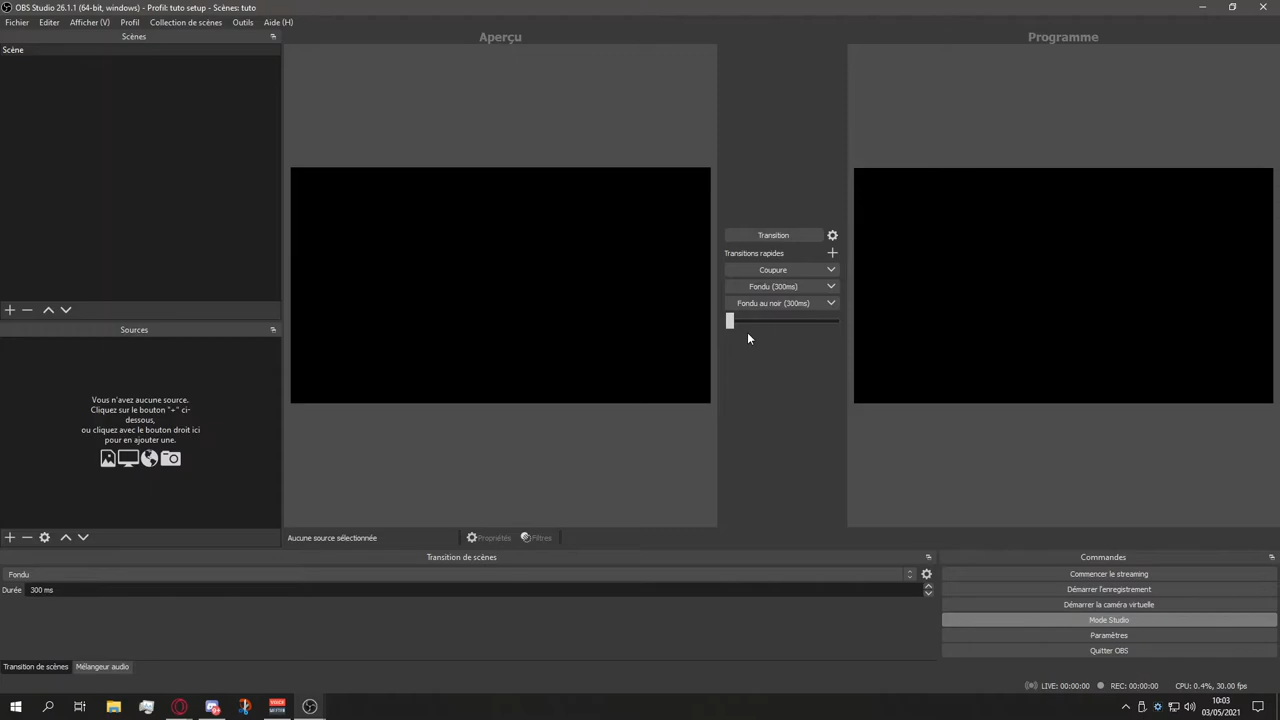 OBS Studio 26.1.1 (64-bit, windows) - Profil: tuto setup - Scènes: tuto
Fichier Editer Afficher (V) Profil Collection de scènes Outils Aide (H)
Scènes
Scène
Aperçu
Programme
Transition
Transitions rapides
Coupure
Fondu (300ms)
Fondu au noir (300ms)
Sources
Vous n'avez aucune source.
Cliquez sur le bouton "+" ci-
dessous,
ou cliquez avec le bouton droit ici
pour en ajouter une.
Aucune source sélectionnée
Propriétés
Filtres
Transition de scènes
Fondu
Durée 300 ms
Transition de scènes Mélangeur audio
Commandes
Commencer le streaming
Démarrer l'enregistrement
Démarrer la caméra virtuelle
Mode Studio
Paramètres
Quitter OBS
LIVE: 00:00:00 REC: 00:00:00 CPU: 0.4%, 30.00 fps
10:03
03/05/2021